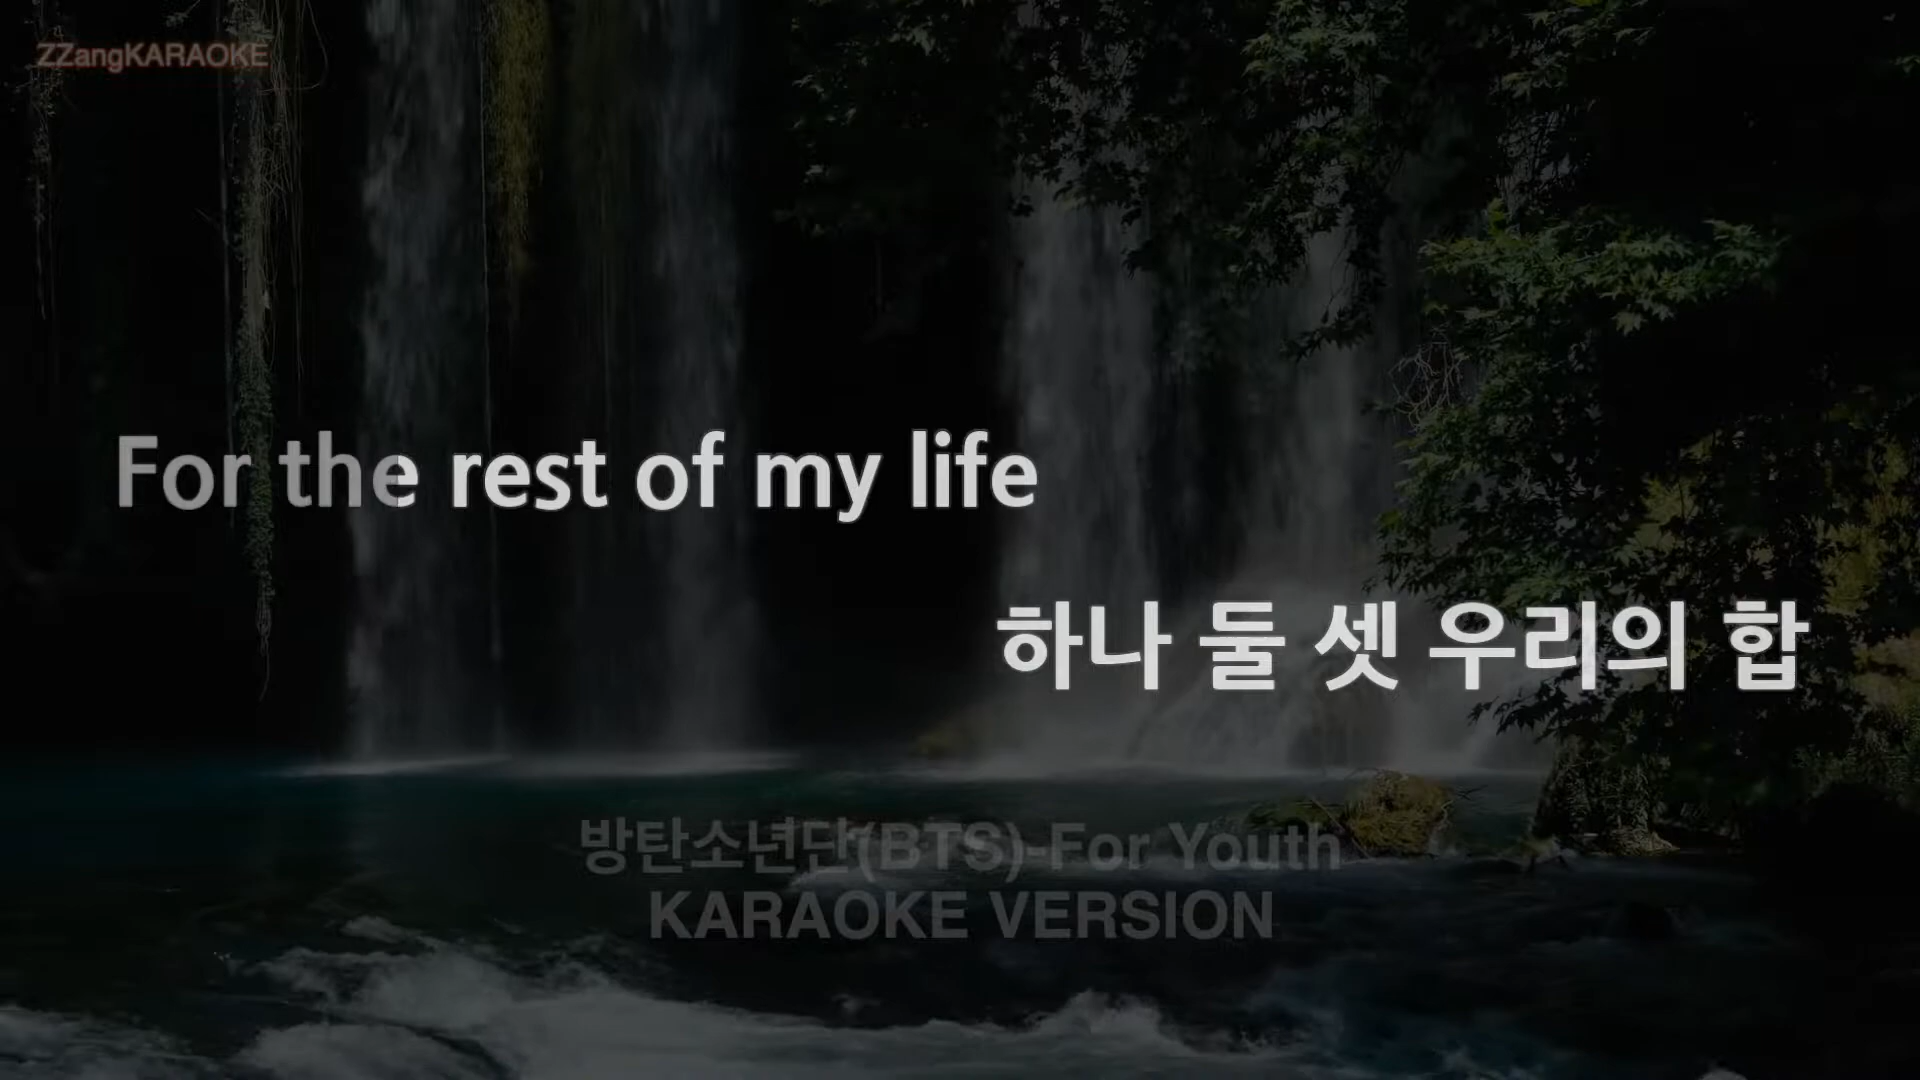 ZZangKARAOKE
For the rest of my life
하나 둘 셋 우리의 합
방탄소년단(BTS)-For Youth
KARAOKE VERSION